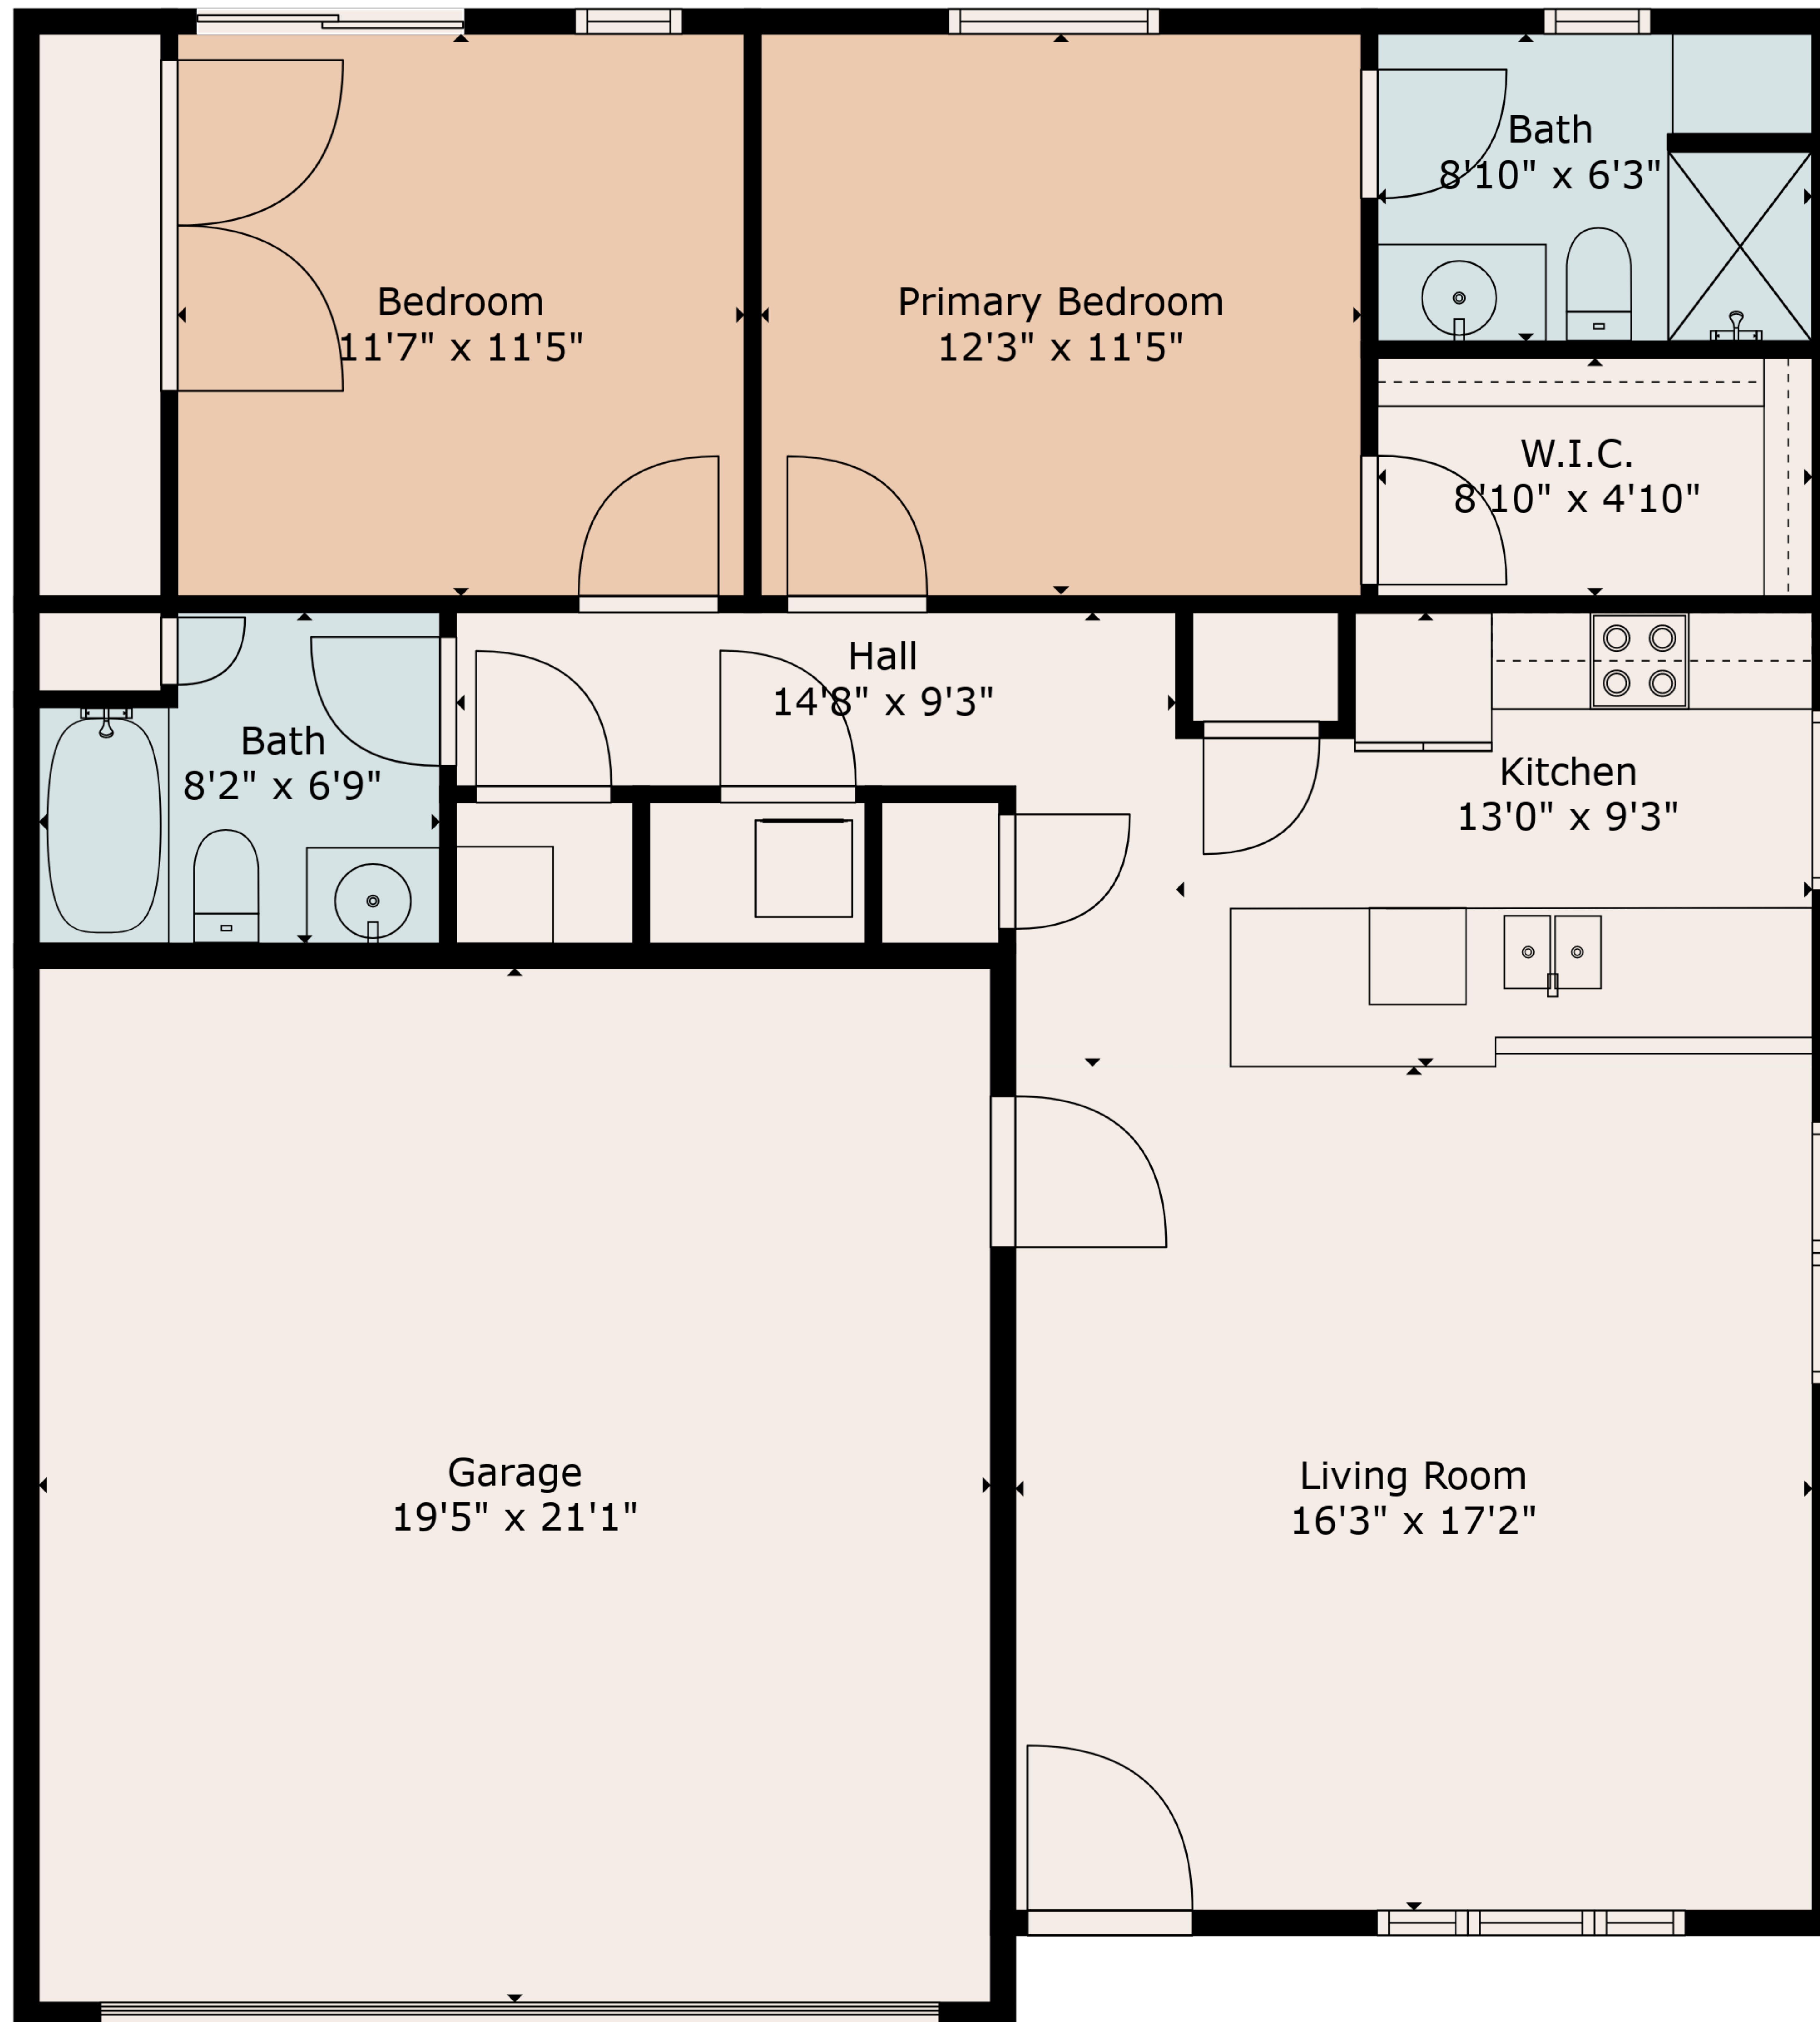 Bath
8'10" x 6'3"
Bedroom
11'7" x 11'5"
Primary Bedroom
12'3" x 11'5"
W.I.C.
8'10" x 4'10"
Hall
14'8" x 9'3"
Bath
8'2" x 6'9"
Kitchen
13'0" x 9'3"
Garage
19'5" x 21'1"
Living Room
16'3" x 17'2"